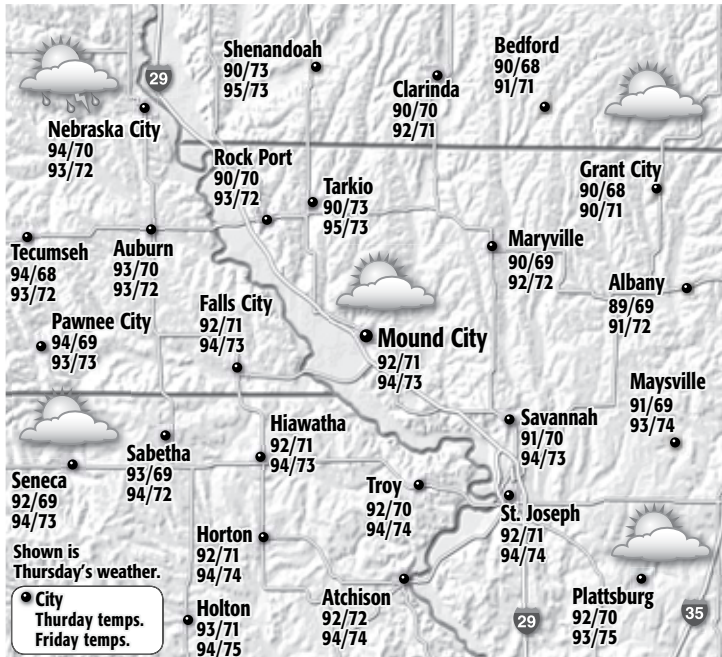 29
Shenandoah
90/73
95/73
Bedford
90/68
91/71
Clarinda
90/70
92/71
Nebraska City
94/70
93/72
Rock Port
90/70
93/72
Tarkio
90/73
95/73
Grant City
90/68
90/71
Tecumseh
94/68
93/72
Auburn
93/70
93/72
Maryville
90/69
92/72
Albany
89/69
91/72
Falls City
92/71
94/73
Pawnee City
94/69
93/73
Mound City
92/71
94/73
Maysville
91/69
93/74
Hiawatha
92/71
94/73
Savannah
91/70
94/73
Sabetha
93/69
94/72
Seneca
92/69
94/73
Troy
92/70
94/74
St. Joseph
92/71
94/74
Horton
92/71
94/74
Shown is
Thursday's weather.
City
Thurday temps.
Friday temps.
Holton
93/71
94/75
Atchison
92/72
94/74
29
Plattsburg
92/70
93/75
35